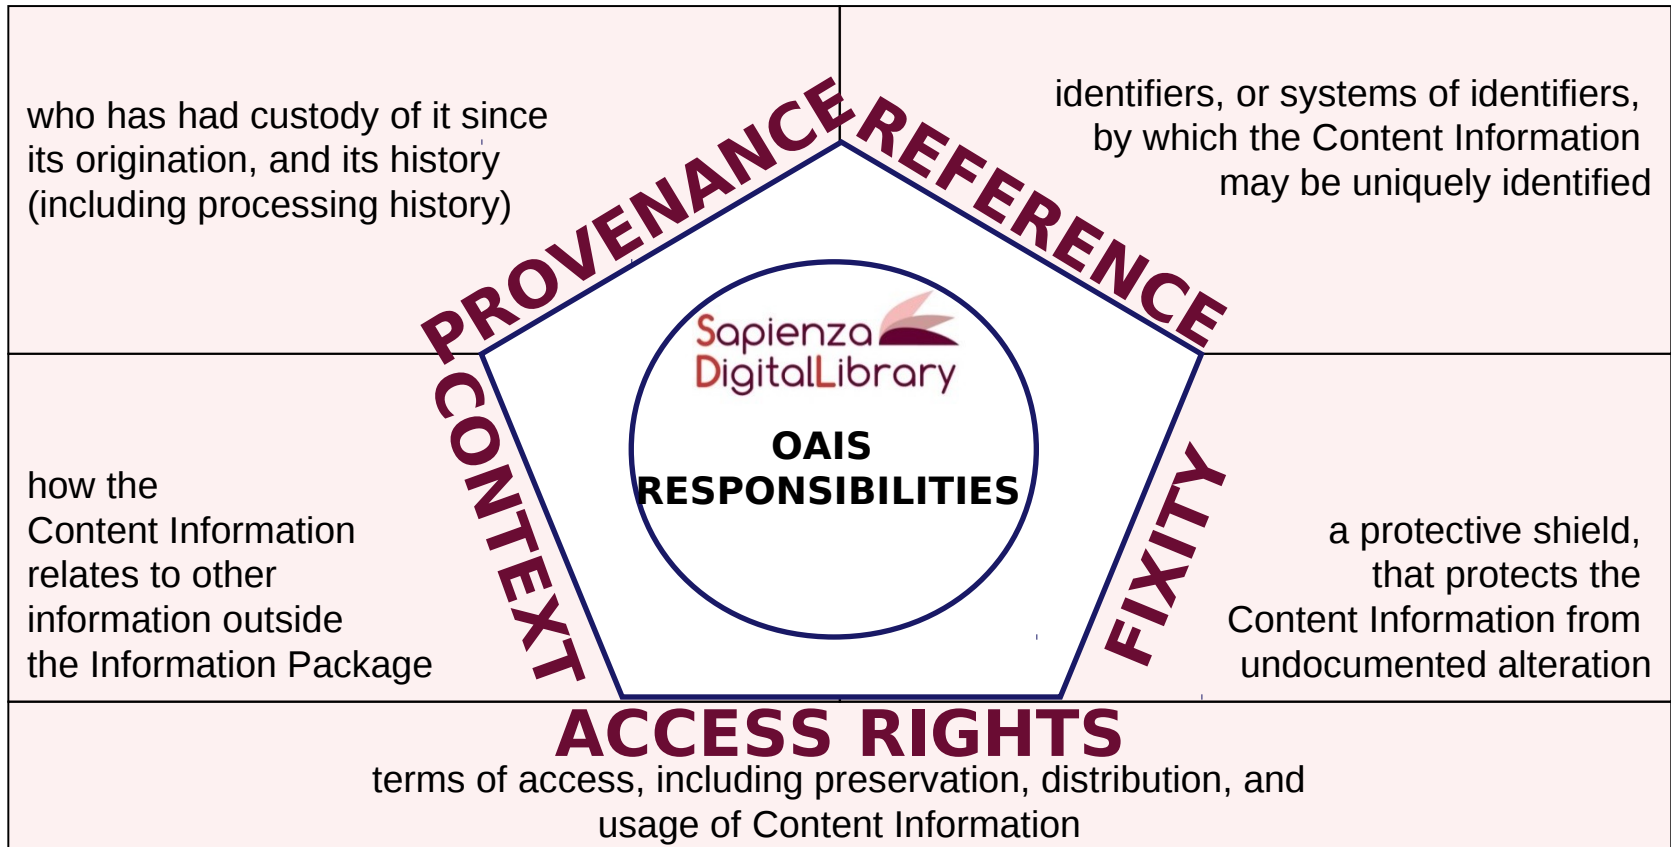 PROVENANCE
who has had custody of it since
its origination, and its history
(including processing history)
REFERENCE
identifiers, or systems of identifiers,
by which the Content Information
may be uniquely identified
Sapienza
DigitalLibrary
OAIS
RESPONSIBILITIES
CONTEXT
how the
Content Information
relates to other
information outside
the Information Package
FIXITY
a protective shield,
that protects the
Content Information from
undocumented alteration
ACCESS RIGHTS
terms of access, including preservation, distribution, and
usage of Content Information